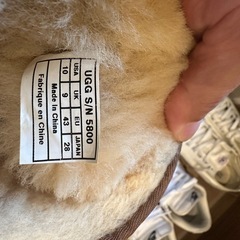 UGG S/N 5800
USA UK EU JAPAN
10 9 43 28
Made in China
Fabriqué en Chine